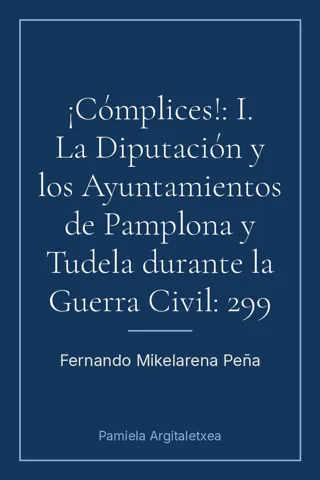 ¡Cómplices!: I.
La Diputación y
los Ayuntamientos
de Pamplona y
Tudela durante la
Guerra Civil: 299
Fernando Mikelarena Peña
Pamiela Argitaletxea